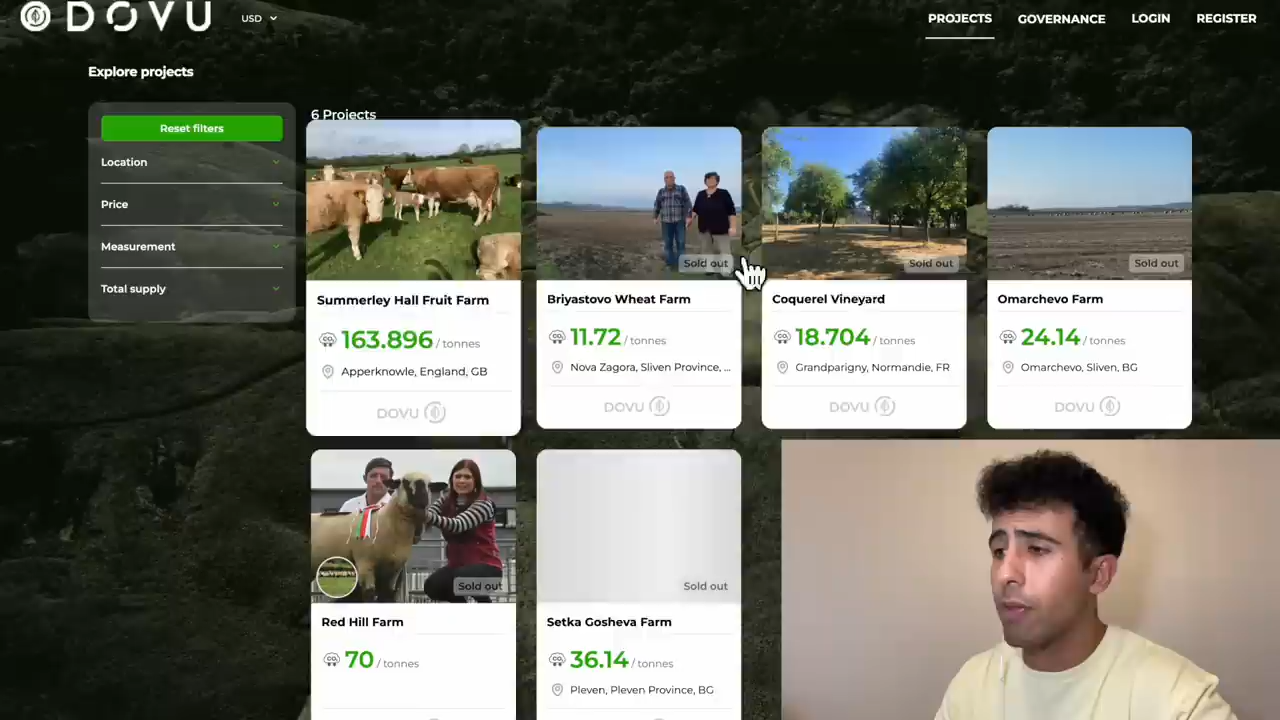 DOVU
USD
PROJECTS
GOVERNANCE
LOGIN
REGISTER
Explore projects
Reset filters
Location
Price
Measurement
Total supply
6 Projects
Summerley Hall Fruit Farm
163.896 / tonnes
Apperknowle, England, GB
DOVU
Sold out
Briyastovo Wheat Farm
11.72 / tonnes
Nova Zagora, Sliven Province, ...
DOVU
Sold out
Coquerel Vineyard
18.704 / tonnes
Grandparigny, Normandie, FR
DOVU
Sold out
Omarchevo Farm
24.14 / tonnes
Omarchevo, Sliven, BG
DOVU
Sold out
Red Hill Farm
70 / tonnes
Sold out
Setka Gosheva Farm
36.14 / tonnes
Pleven, Pleven Province, BG